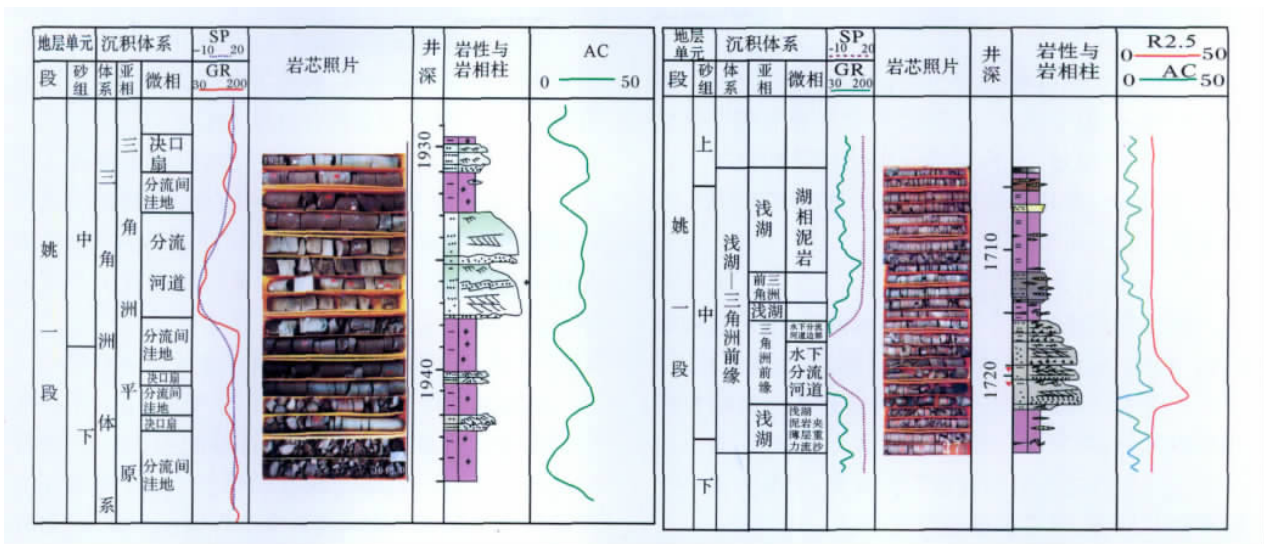 地层单元 沉积体系 SP -10 20 GR 30 200 岩芯照片 井深 岩性与岩相柱 AC 0 50
段 砂组 体系 亚相 微相
姚一段
中
下
三角洲体系
三角洲平原
决口扇
分流间洼地
分流河道
分流间洼地
决口扇
分流间洼地
决口扇
分流间洼地
1930
1940
地层单元 沉积体系 SP -10 20 GR 30 200 岩芯照片 井深 岩性与岩相柱 R2.5 0 50 AC 0 50
段 砂组 体系 亚相 微相
姚一段
上
中
下
浅湖—三角洲前缘
浅湖
前三角洲
浅湖
三角洲前缘
浅湖
湖相泥岩
水下分流河道边部
水下分流河道
浅湖泥岩夹薄层重力流沙
1710
1720